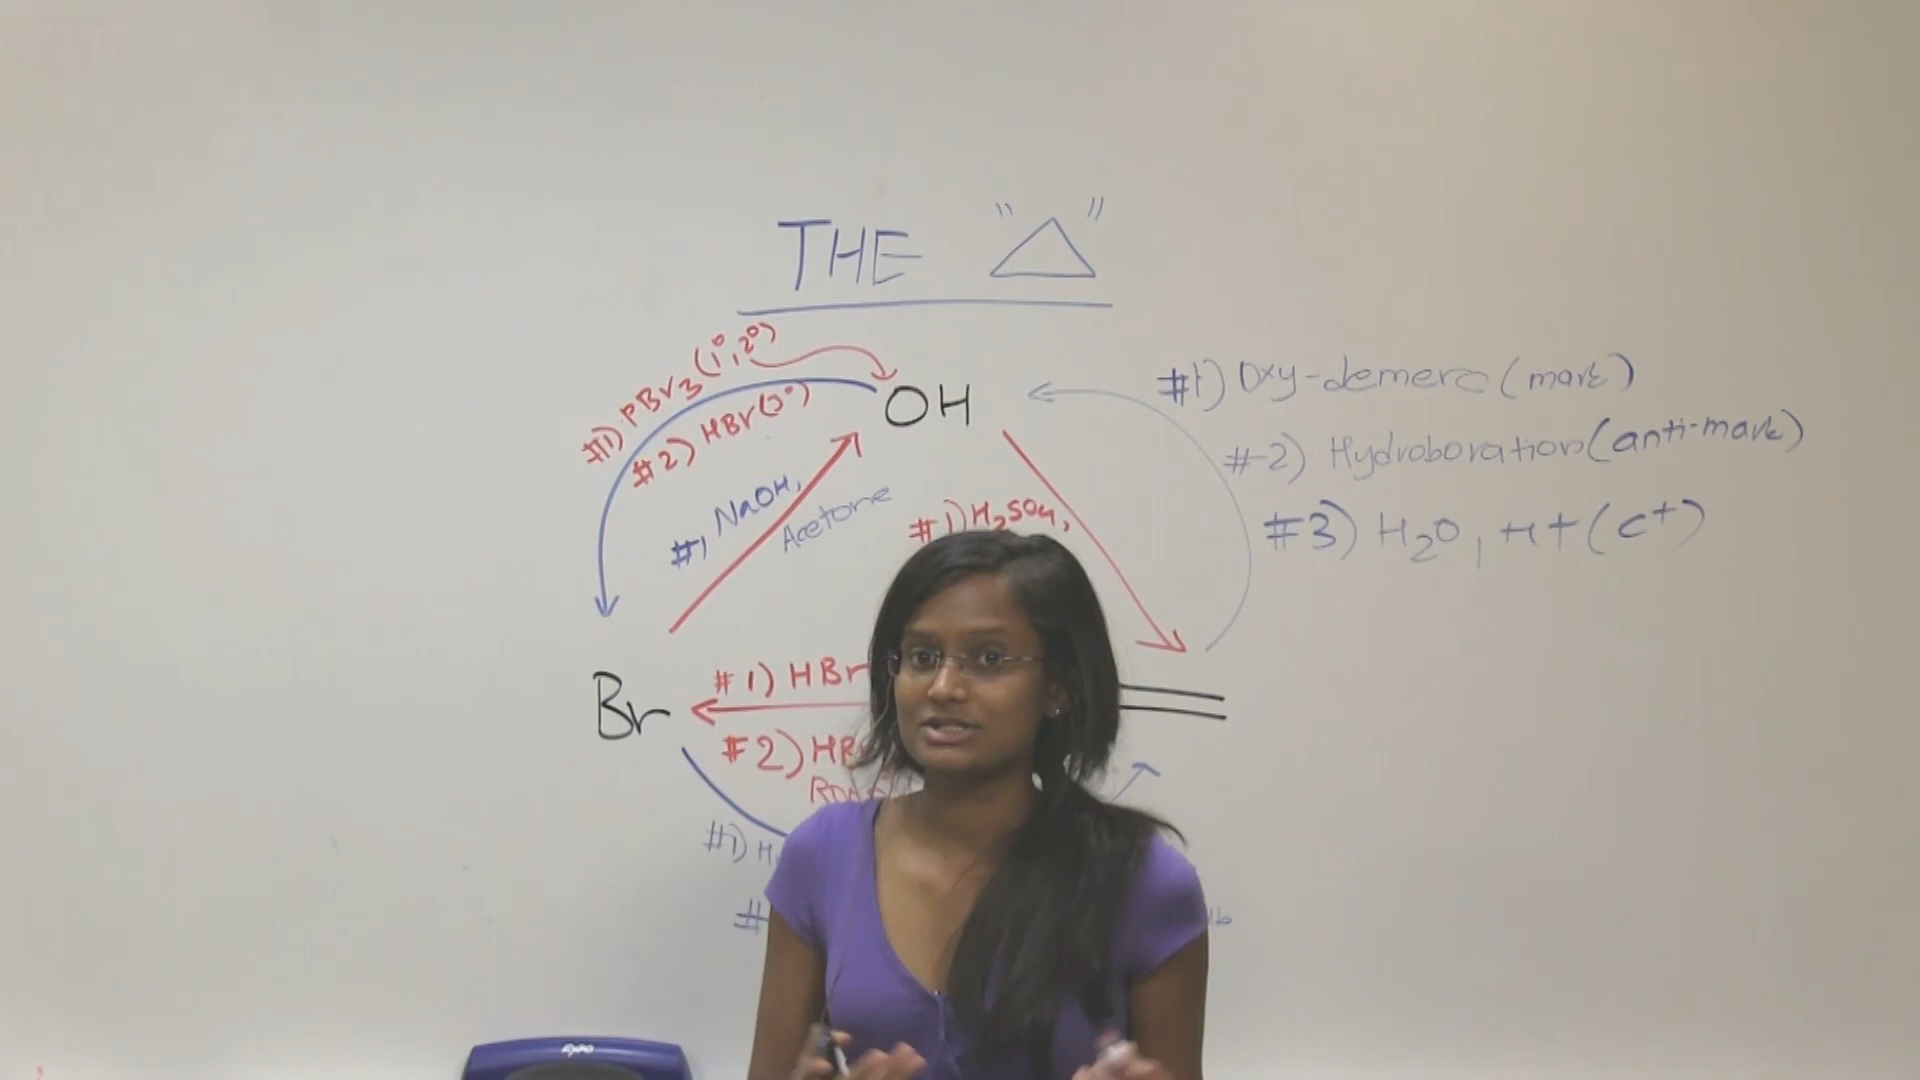 THE "△"
#1) PBr3 (1°, 2°)
#2) HBr (3°)
OH
#1) Oxy-demerc (mark)
#2) Hydroboration (anti-mark)
#3) H2O, H+ (C+)
#1, NaOH,
Acetone
#1) H2SO4,
Br
#1) HBr
#2)
#1)
#
Expo